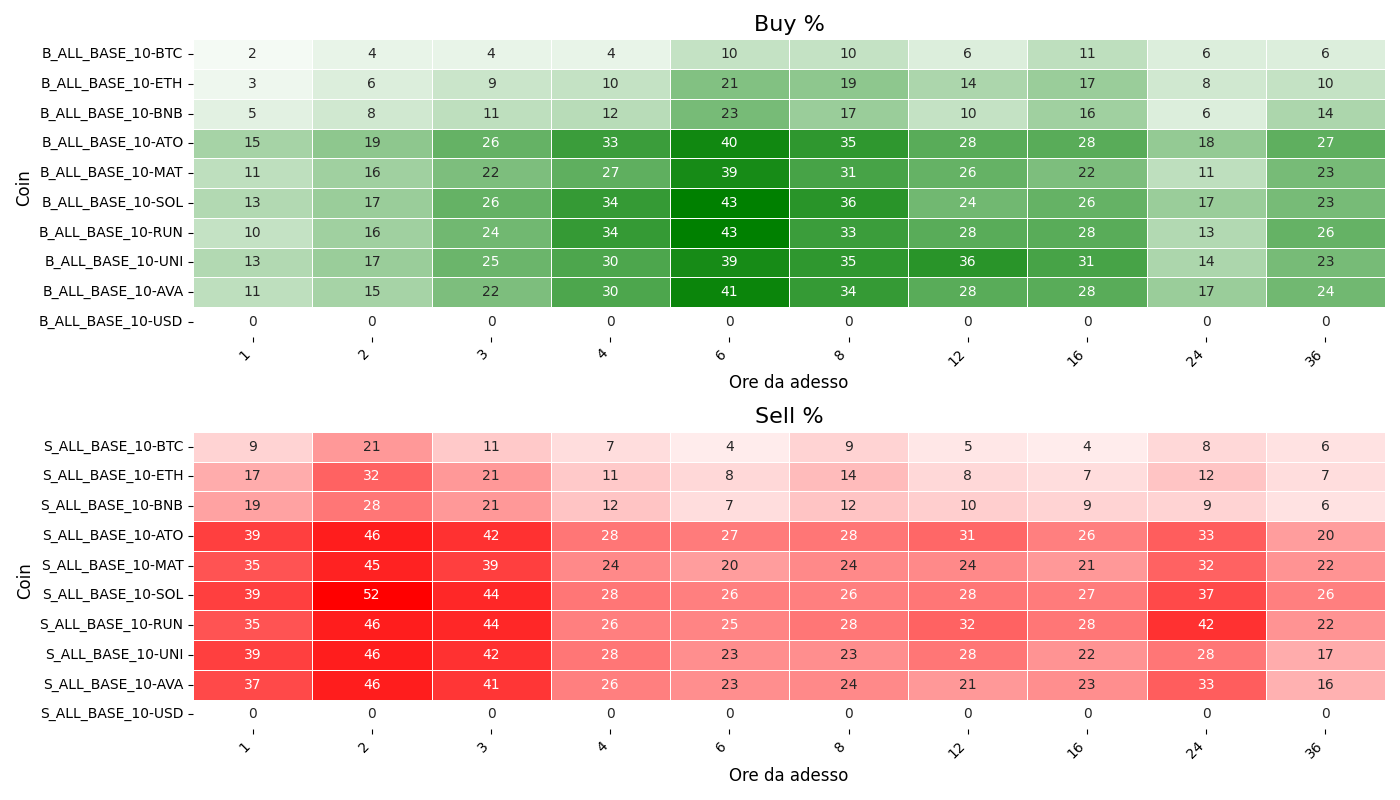 Buy %
B_ALL_BASE_10-BTC 2 4 4 4 10 10 6 11 6 6
B_ALL_BASE_10-ETH 3 6 9 10 21 19 14 17 8 10
B_ALL_BASE_10-BNB 5 8 11 12 23 17 10 16 6 14
B_ALL_BASE_10-ATO 15 19 26 33 40 35 28 28 18 27
B_ALL_BASE_10-MAT 11 16 22 27 39 31 26 22 11 23
B_ALL_BASE_10-SOL 13 17 26 34 43 36 24 26 17 23
B_ALL_BASE_10-RUN 10 16 24 34 43 33 28 28 13 26
B_ALL_BASE_10-UNI 13 17 25 30 39 35 36 31 14 23
B_ALL_BASE_10-AVA 11 15 22 30 41 34 28 28 17 24
B_ALL_BASE_10-USD 0 0 0 0 0 0 0 0 0 0
Coin
1 2 3 4 6 8 12 16 24 36
Ore da adesso
Sell %
S_ALL_BASE_10-BTC 9 21 11 7 4 9 5 4 8 6
S_ALL_BASE_10-ETH 17 32 21 11 8 14 8 7 12 7
S_ALL_BASE_10-BNB 19 28 21 12 7 12 10 9 9 6
S_ALL_BASE_10-ATO 39 46 42 28 27 28 31 26 33 20
S_ALL_BASE_10-MAT 35 45 39 24 20 24 24 21 32 22
S_ALL_BASE_10-SOL 39 52 44 28 26 26 28 27 37 26
S_ALL_BASE_10-RUN 35 46 44 26 25 28 32 28 42 22
S_ALL_BASE_10-UNI 39 46 42 28 23 23 28 22 28 17
S_ALL_BASE_10-AVA 37 46 41 26 23 24 21 23 33 16
S_ALL_BASE_10-USD 0 0 0 0 0 0 0 0 0 0
Coin
1 2 3 4 6 8 12 16 24 36
Ore da adesso